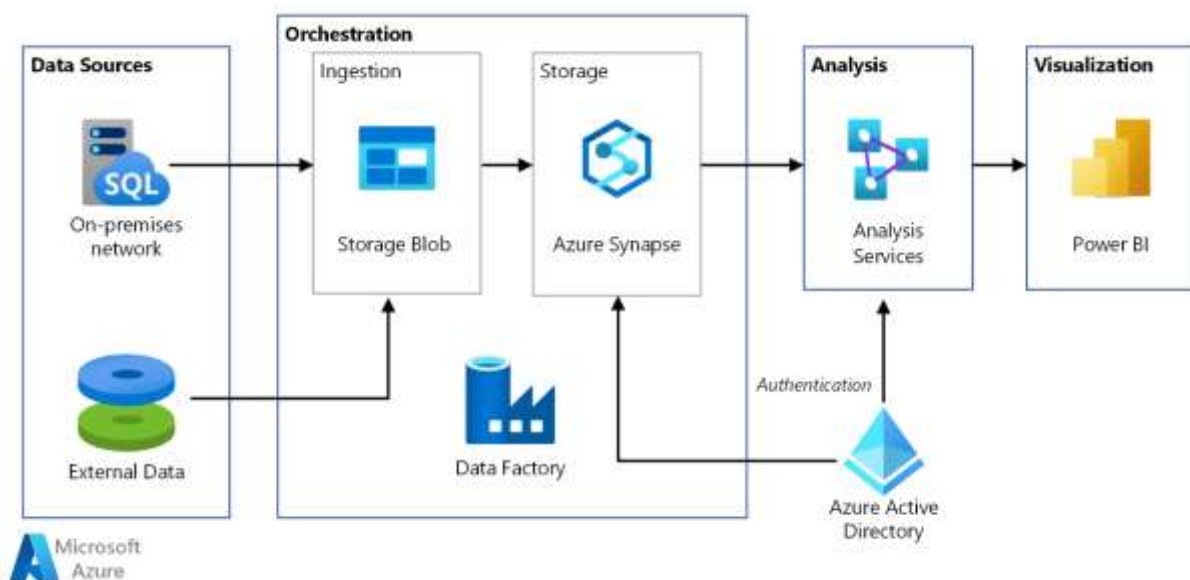 Data Sources
SQL
On-premises
network
External Data
Orchestration
Ingestion
Storage Blob
Storage
Azure Synapse
Data Factory
Analysis
Analysis
Services
Visualization
Power BI
Authentication
Azure Active
Directory
Microsoft
Azure